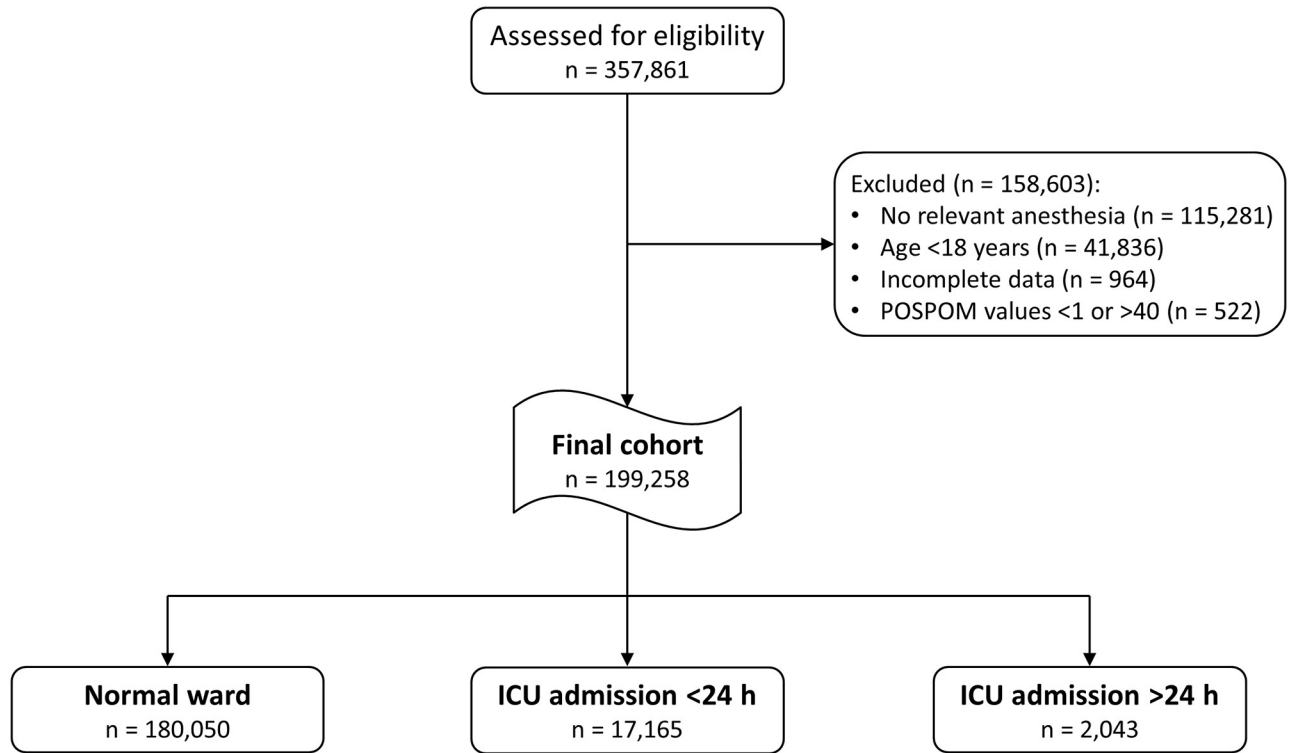 Assessed for eligibility
n = 357,861
Excluded (n = 158,603):
• No relevant anesthesia (n = 115,281)
• Age <18 years (n = 41,836)
• Incomplete data (n = 964)
• POSPOM values <1 or >40 (n = 522)
Final cohort
n = 199,258
Normal ward
n = 180,050
ICU admission <24 h
n = 17,165
ICU admission >24 h
n = 2,043